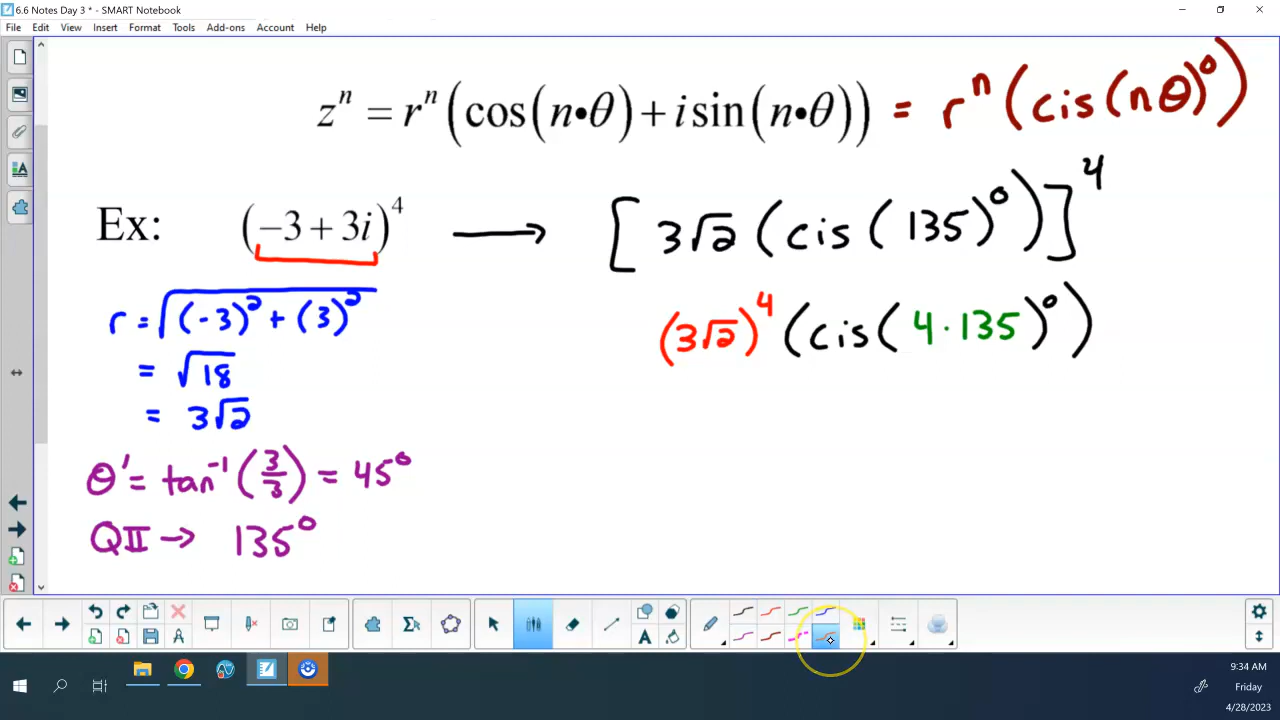 6.6 Notes Day 3 * - SMART Notebook
File Edit View Insert Format Tools Add-ons Account Help
zⁿ = rⁿ(cos(n•θ) + i sin(n•θ)) = rⁿ(cis(nθ)°)
Ex: (−3 + 3i)⁴ → [3√2(cis(135)°)]⁴
r = √((-3)² + (3)²)
(3√2)⁴(cis(4·135)°)
= √18
= 3√2
θ' = tan⁻¹(3/3) = 45°
QII → 135°
A
9:34 AM
Friday
4/28/2023